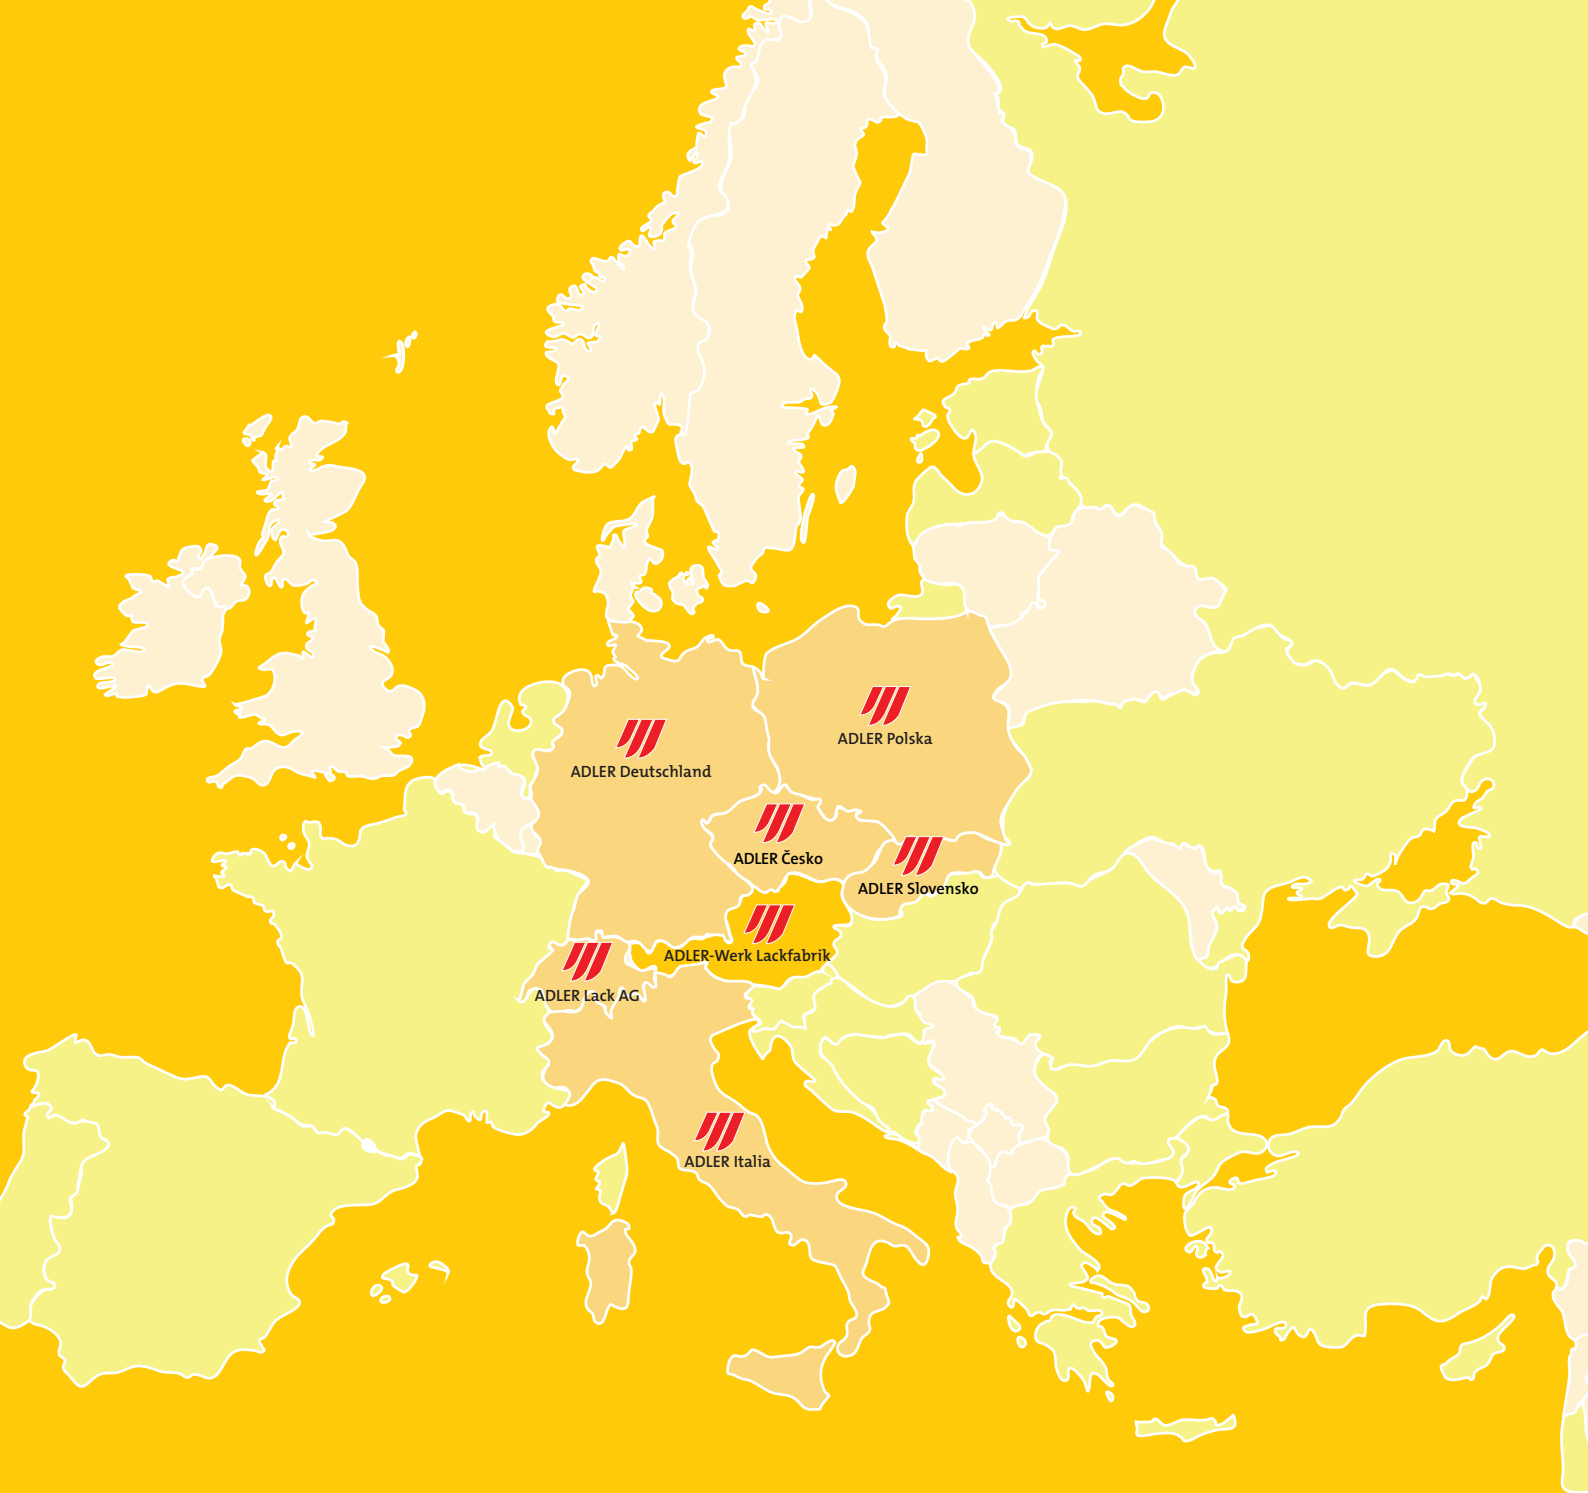 ADLER Polska
ADLER Deutschland
ADLER Česko
ADLER Slovensko
ADLER-Werk Lackfabrik
ADLER Lack AG
ADLER Italia